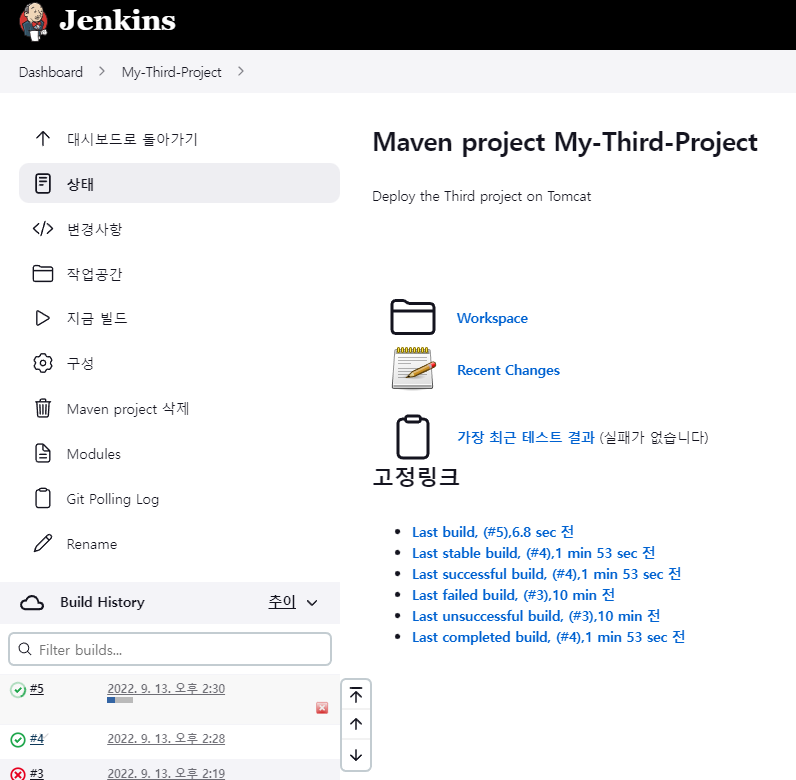 Jenkins
Dashboard
My-Third-Project
대시보드로 돌아가기
상태
변경사항
작업공간
지금 빌드
구성
Maven project 삭제
Modules
Git Polling Log
Rename
Build History
추이
Filter builds...
#5
2022. 9. 13. 오후 2:30
#4
2022. 9. 13. 오후 2:28
#3
2022. 9. 13. 오후 2:19
Maven project My-Third-Project
Deploy the Third project on Tomcat
Workspace
Recent Changes
가장 최근 테스트 결과 (실패가 없습니다)
고정링크
Last build, (#5),6.8 sec 전
Last stable build, (#4),1 min 53 sec 전
Last successful build, (#4),1 min 53 sec 전
Last failed build, (#3),10 min 전
Last unsuccessful build, (#3),10 min 전
Last completed build, (#4),1 min 53 sec 전